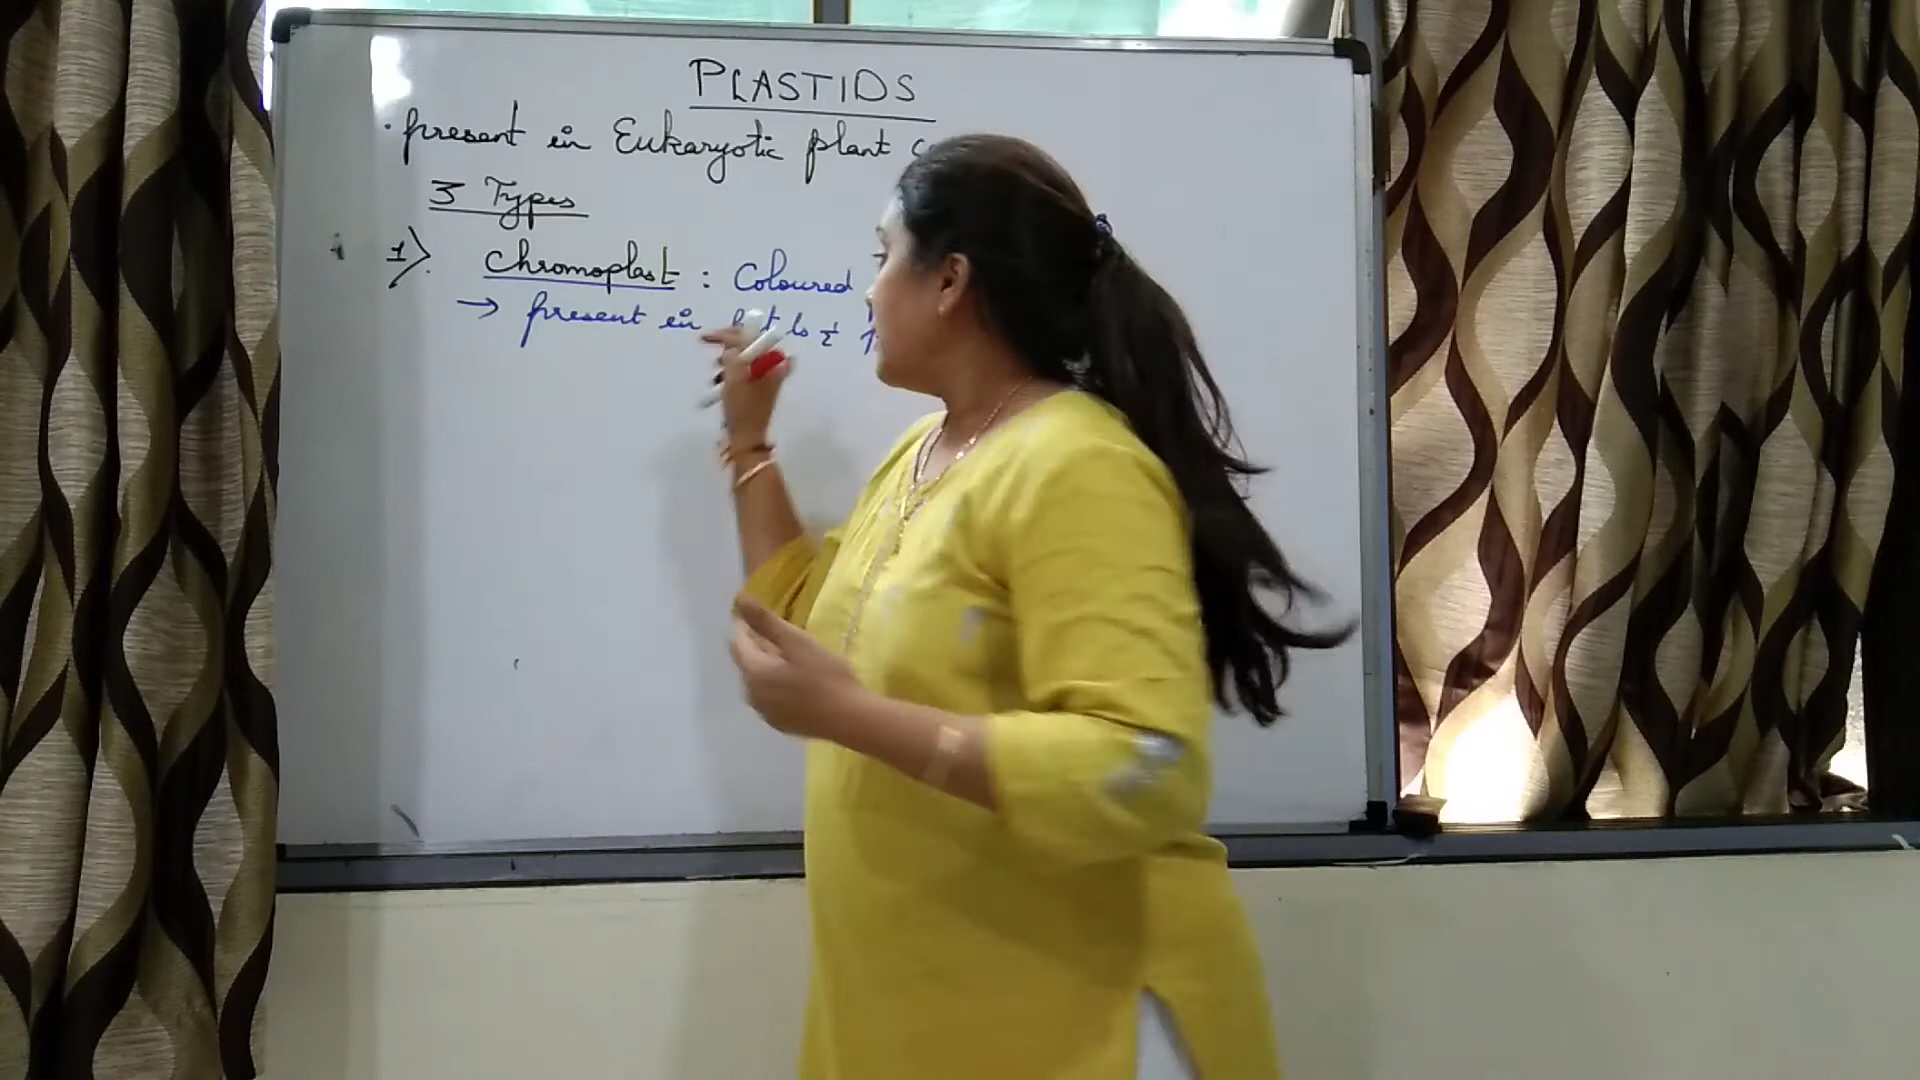 PLASTIDS
• present in Eukaryotic plant
3 Types
1) Chromoplast : Coloured
→ present in